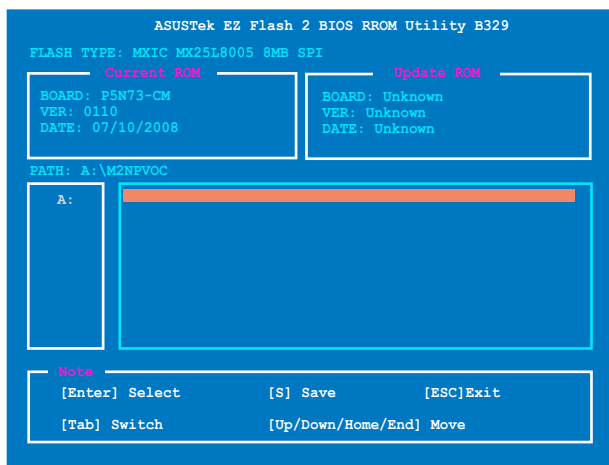 ASUSTek EZ Flash 2 BIOS RROM Utility B329
FLASH TYPE: MXIC MX25L8005 8MB SPI
Current ROM
BOARD: P5N73-CM
VER: 0110
DATE: 07/10/2008
Update ROM
BOARD: Unknown
VER: Unknown
DATE: Unknown
PATH: A:\M2NPVOC
A:
Note
[Enter] Select [S] Save [ESC]Exit
[Tab] Switch [Up/Down/Home/End] Move